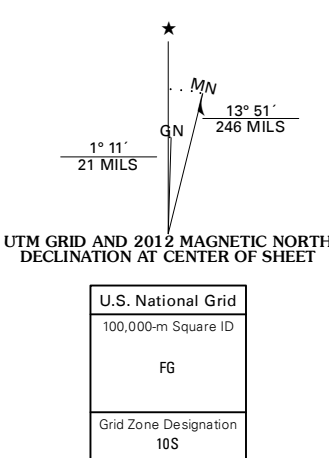 ★
MN
GN
13° 51´
246 MILS
1° 11´
21 MILS
UTM GRID AND 2012 MAGNETIC NORTH
DECLINATION AT CENTER OF SHEET
U.S. National Grid
100,000-m Square ID
FG
Grid Zone Designation
10S